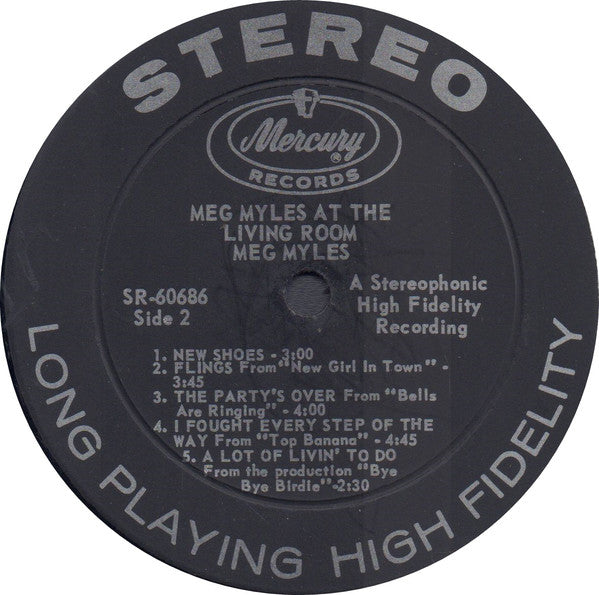 STEREO
Mercury
®
RECORDS
MEG MYLES AT THE
LIVING ROOM
MEG MYLES
SR-60686
Side 2
A Stereophonic
High Fidelity
Recording
1. NEW SHOES - 3:00
2. FLINGS From "New Girl In Town" -
3:45
3. THE PARTY'S OVER From "Bells
Are Ringing" - 4:00
4. I FOUGHT EVERY STEP OF THE
WAY From "Top Banana" - 4:45
5. A LOT OF LIVIN' TO DO
From the production "Bye
Bye Birdie"-2:30
LONG PLAYING HIGH FIDELITY